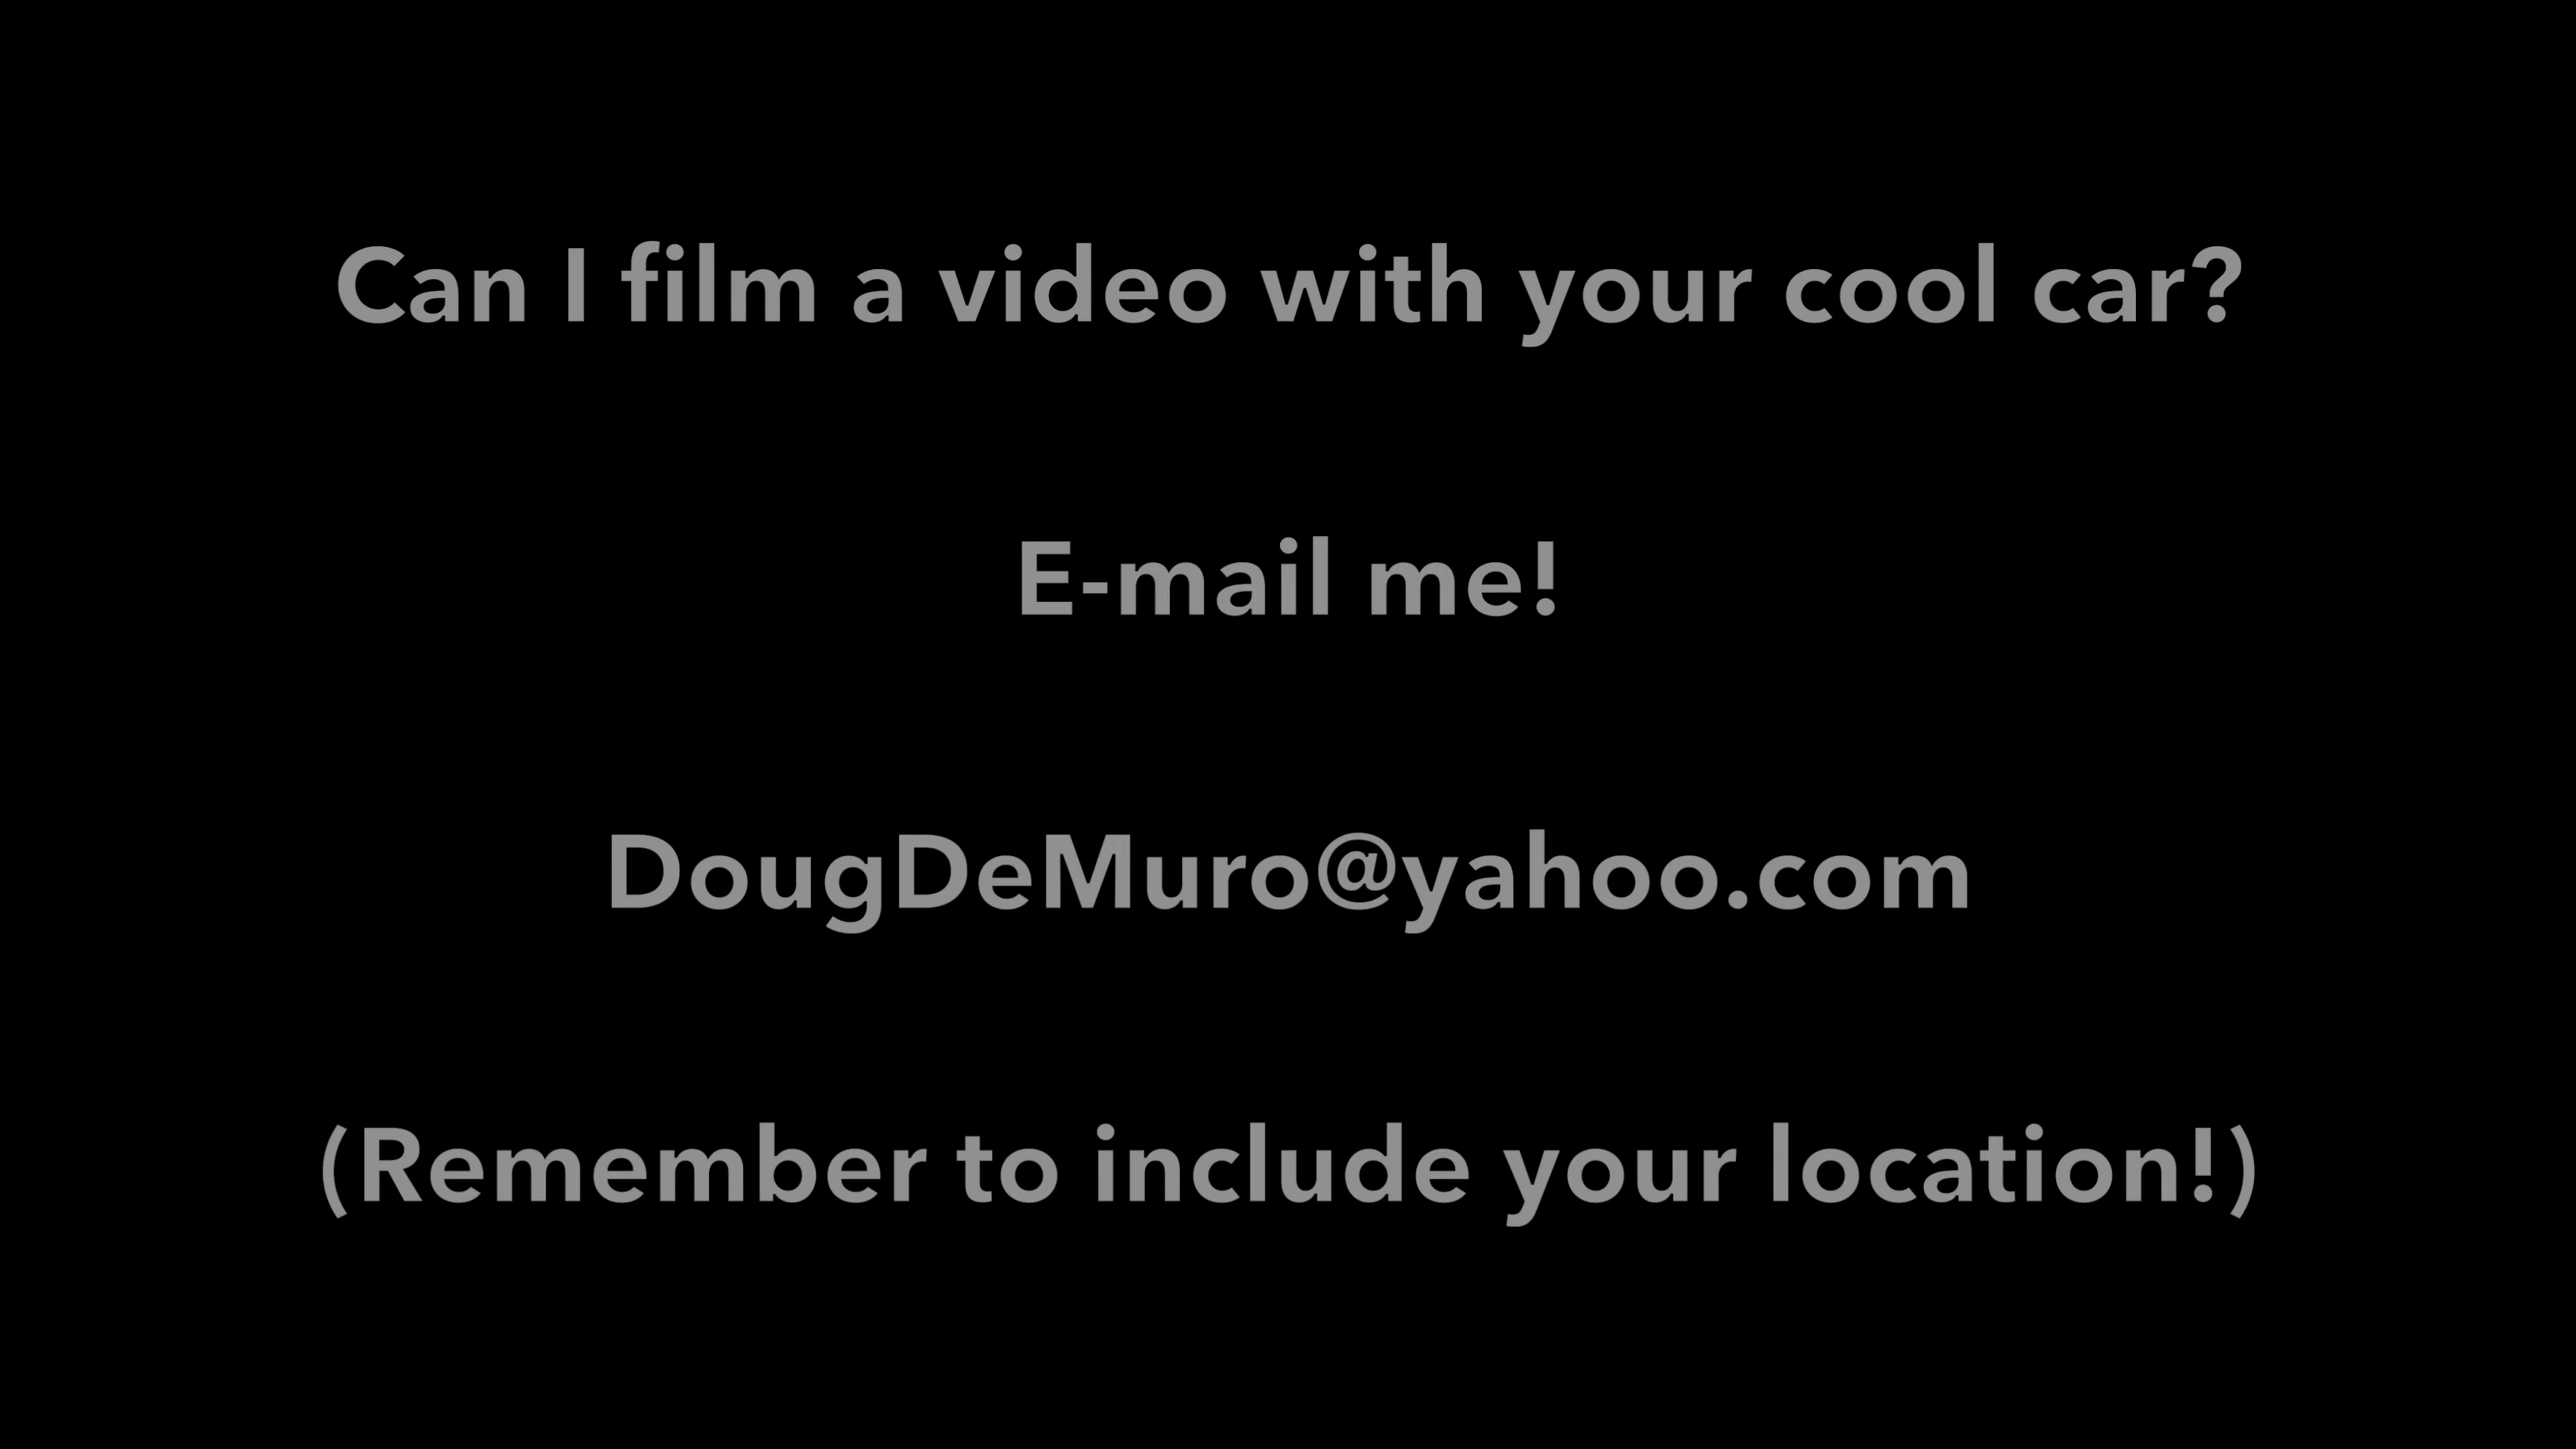 Can I film a video with your cool car?
E-mail me!
DougDeMuro@yahoo.com
(Remember to include your location!)